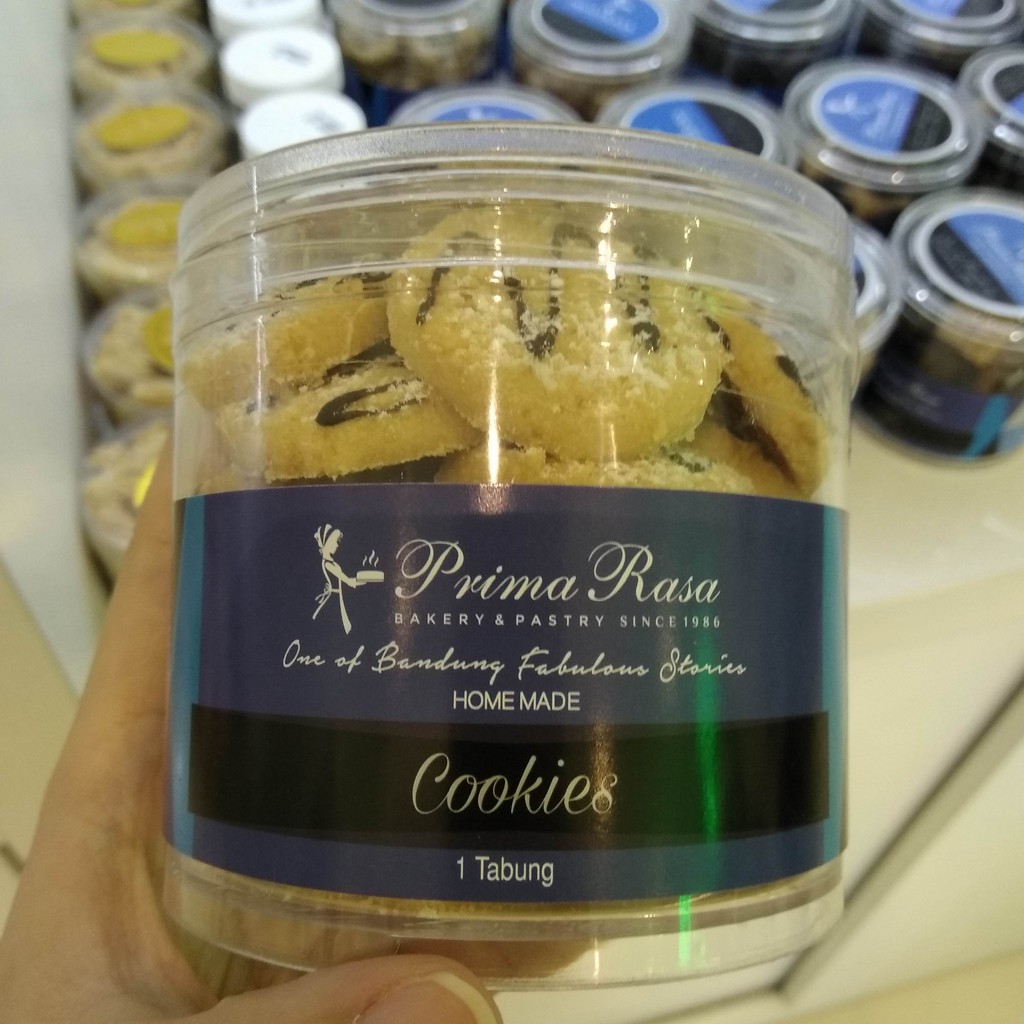 Prima Rasa
BAKERY & PASTRY SINCE 1986
One of Bandung Fabulous Stories
HOME MADE
Cookies
1 Tabung